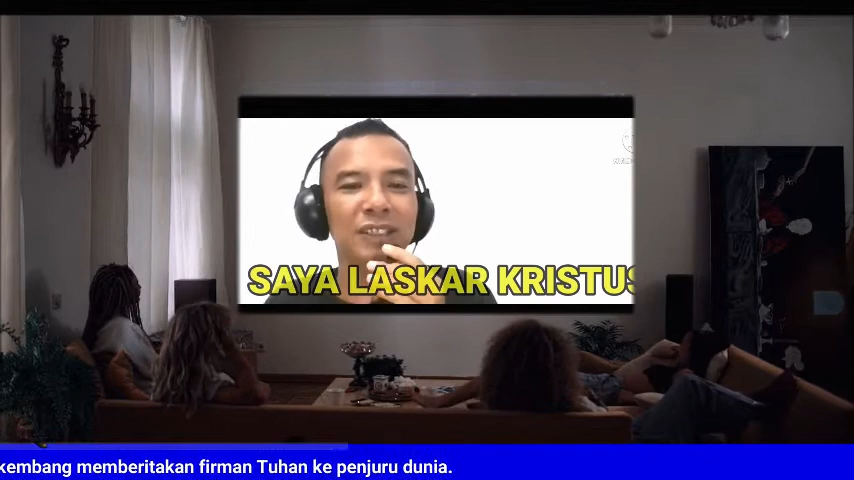 SAYA LASKAR KRISTUS
kembang memberitakan firman Tuhan ke penjuru dunia.